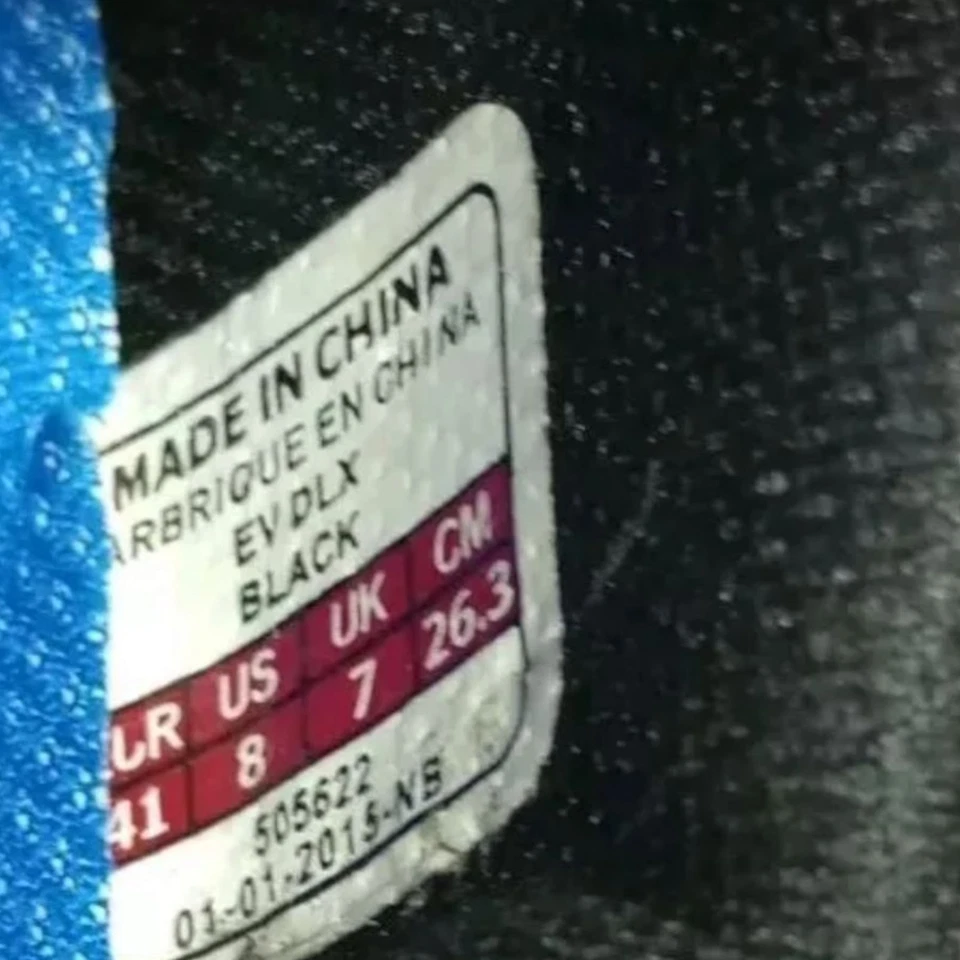 MADE IN CHINA
ARBRIQUE EN CHINA
EV DLX
BLACK
UR US UK CM
41 8 7 26.3
505622
01-01-2015-NB